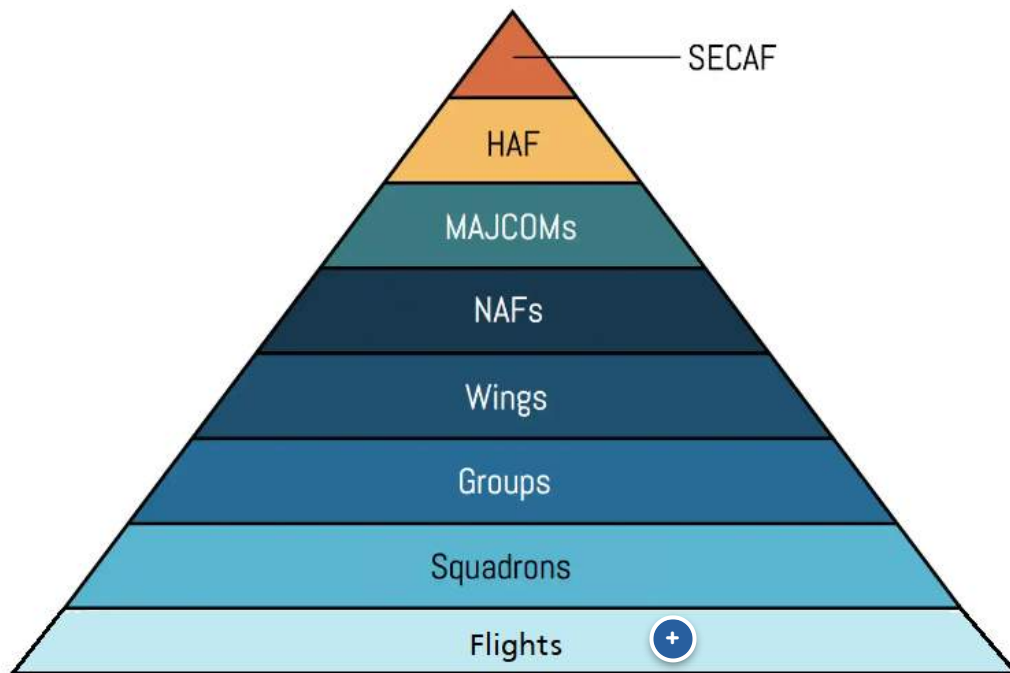 SECAF
HAF
MAJCOMs
NAFs
Wings
Groups
Squadrons
Flights
+